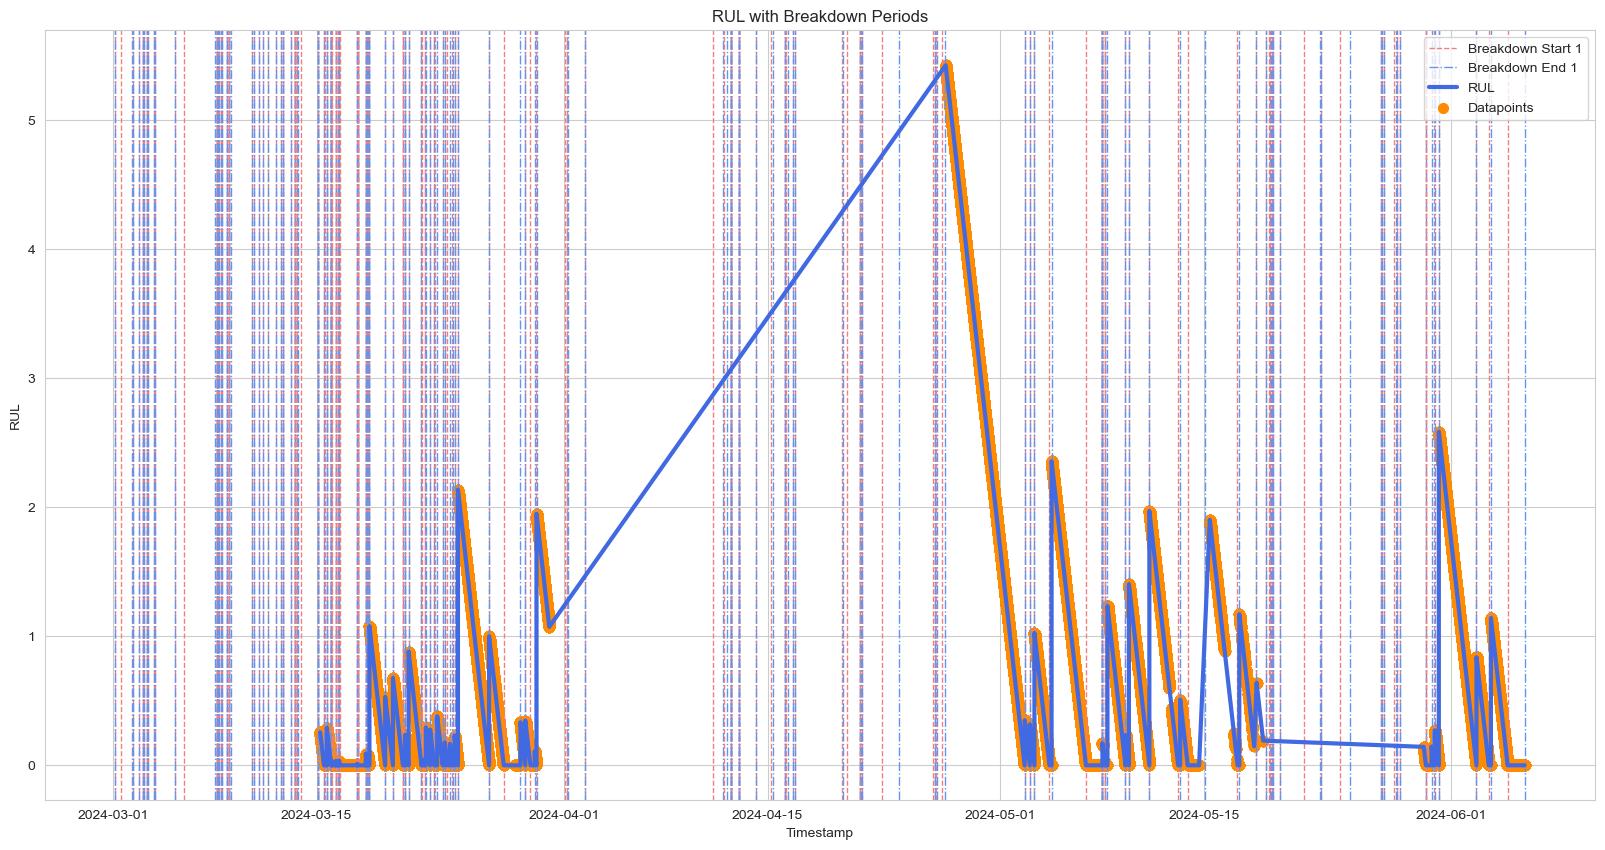 RUL with Breakdown Periods
Breakdown Start 1
Breakdown End 1
RUL
Datapoints
5
4
3
2
1
0
RUL
2024-03-01
2024-03-15
2024-04-01
2024-04-15
2024-05-01
2024-05-15
2024-06-01
Timestamp